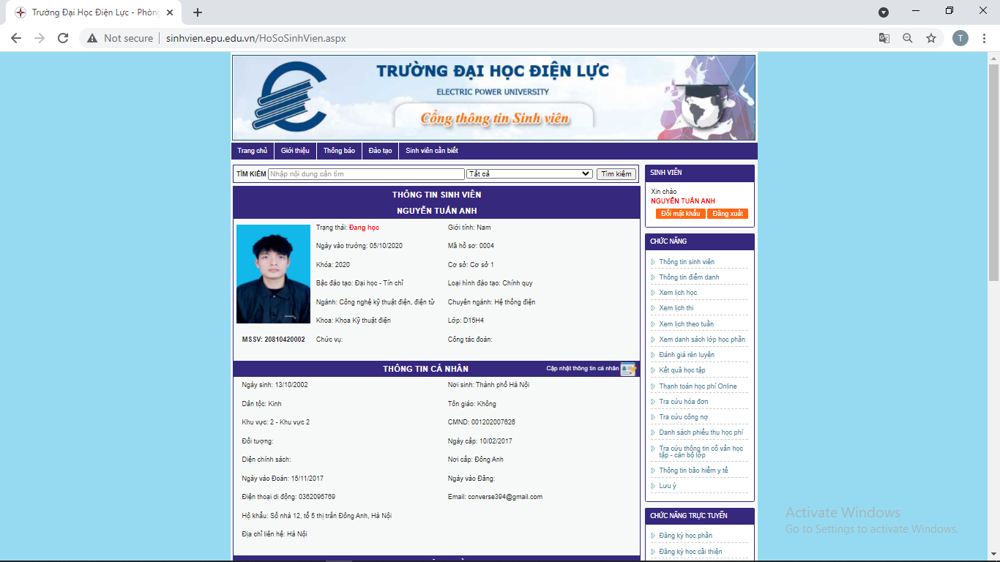 Trường Đại Học Điện Lực - Phòng
Not secure
sinhvien.epu.edu.vn/HoSoSinhVien.aspx
T
TRƯỜNG ĐẠI HỌC ĐIỆN LỰC
ELECTRIC POWER UNIVERSITY
Cổng thông tin Sinh viên
Trang chủ
Giới thiệu
Thông báo
Đào tạo
Sinh viên cần biết
TÌM KIẾM Nhập nội dung cần tìm Tất cả Tìm kiếm
THÔNG TIN SINH VIÊN
NGUYỄN TUẤN ANH
Trạng thái: Đang học
Giới tính: Nam
Ngày vào trường: 05/10/2020
Mã hồ sơ: 0004
Khóa: 2020
Cơ sở: Cơ sở 1
Bậc đào tạo: Đại học - Tín chỉ
Loại hình đào tạo: Chính quy
Ngành: Công nghệ kỹ thuật điện, điện tử
Chuyên ngành: Hệ thống điện
Khoa: Khoa Kỹ thuật điện
Lớp: D15H4
MSSV: 20810420002
Chức vụ:
Công tác đoàn:
THÔNG TIN CÁ NHÂN
Cập nhật thông tin cá nhân
Ngày sinh: 13/10/2002
Nơi sinh: Thành phố Hà Nội
Dân tộc: Kinh
Tôn giáo: Không
Khu vực: 2 - Khu vực 2
CMND: 001202007626
Đối tượng:
Ngày cấp: 10/02/2017
Diện chính sách:
Nơi cấp: Đông Anh
Ngày vào Đoàn: 15/11/2017
Ngày vào Đảng:
Điện thoại di động: 0362096769
Email: converse394@gmail.com
Hộ khẩu: Số nhà 12, tổ 5 thị trấn Đông Anh, Hà Nội
Địa chỉ liên hệ: Hà Nội
SINH VIÊN
Xin chào
NGUYỄN TUẤN ANH
Đổi mật khẩu
Đăng xuất
CHỨC NĂNG
Thông tin sinh viên
Thông tin điểm danh
Xem lịch học
Xem lịch thi
Xem lịch theo tuần
Xem danh sách lớp học phần
Đánh giá rèn luyện
Kết quả học tập
Thanh toán học phí Online
Tra cứu hóa đơn
Tra cứu công nợ
Danh sách phiếu thu học phí
Tra cứu thông tin cố vấn học
tập - cán bộ lớp
Thông tin bảo hiểm y tế
Lưu ý
CHỨC NĂNG TRỰC TUYẾN
Đăng ký học phần
Đăng ký học cải thiện
Activate Windows
Go to Settings to activate Windows.